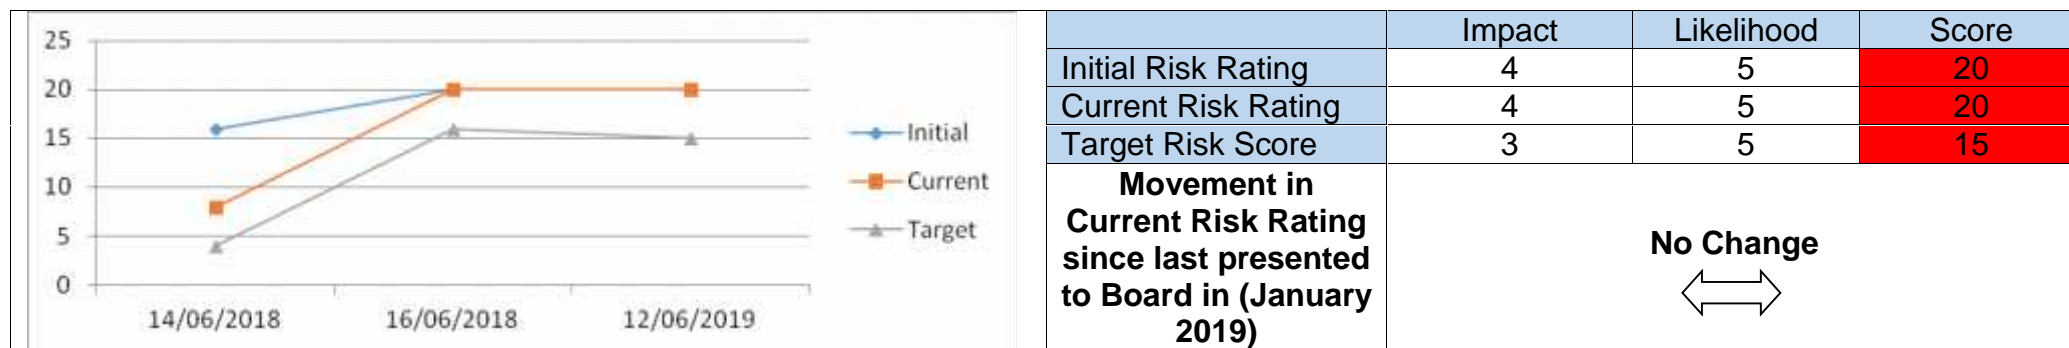 25
20
15
10
5
0
14/06/2018 16/06/2018 12/06/2019
Initial
Current
Target
Impact Likelihood Score
Initial Risk Rating 4 5 20
Current Risk Rating 4 5 20
Target Risk Score 3 5 15
Movement in
Current Risk Rating
since last presented
to Board in (January
2019)
No Change